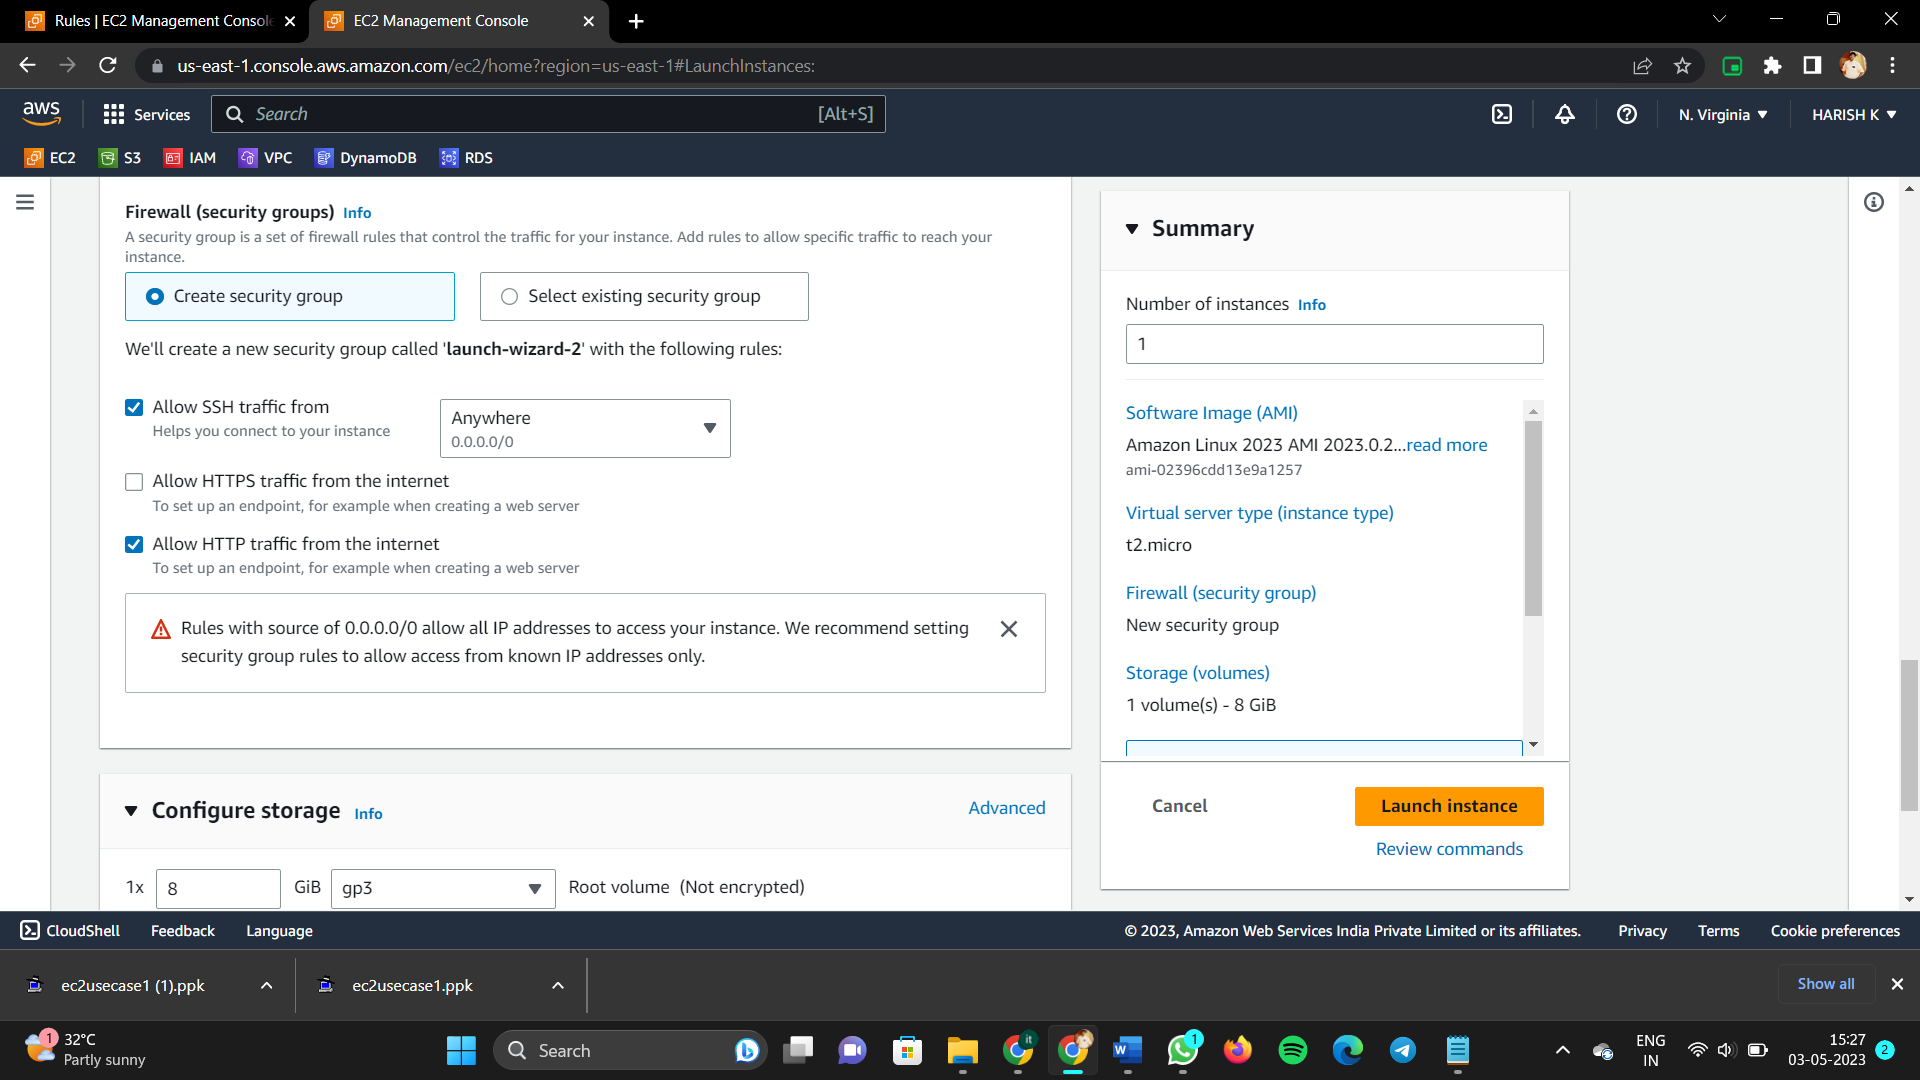 Rules | EC2 Management Console
EC2 Management Console
us-east-1.console.aws.amazon.com/ec2/home?region=us-east-1#LaunchInstances:
aws
Services
Search
[Alt+S]
N. Virginia
HARISH K
EC2
S3
IAM
VPC
DynamoDB
RDS
Firewall (security groups) Info
A security group is a set of firewall rules that control the traffic for your instance. Add rules to allow specific traffic to reach your
instance.
Create security group
Select existing security group
We'll create a new security group called 'launch-wizard-2' with the following rules:
Allow SSH traffic from
Helps you connect to your instance
Anywhere
0.0.0.0/0
Allow HTTPS traffic from the internet
To set up an endpoint, for example when creating a web server
Allow HTTP traffic from the internet
To set up an endpoint, for example when creating a web server
Rules with source of 0.0.0.0/0 allow all IP addresses to access your instance. We recommend setting
security group rules to allow access from known IP addresses only.
Configure storage Info
Advanced
1x
8
GiB
gp3
Root volume (Not encrypted)
Summary
Number of instances Info
1
Software Image (AMI)
Amazon Linux 2023 AMI 2023.0.2...read more
ami-02396cdd13e9a1257
Virtual server type (instance type)
t2.micro
Firewall (security group)
New security group
Storage (volumes)
1 volume(s) - 8 GiB
Cancel
Launch instance
Review commands
CloudShell
Feedback
Language
© 2023, Amazon Web Services India Private Limited or its affiliates.
Privacy
Terms
Cookie preferences
ec2usecase1 (1).ppk
ec2usecase1.ppk
Show all
1
32°C
Partly sunny
Search
it
W
1
ENG
IN
15:27
03-05-2023
2